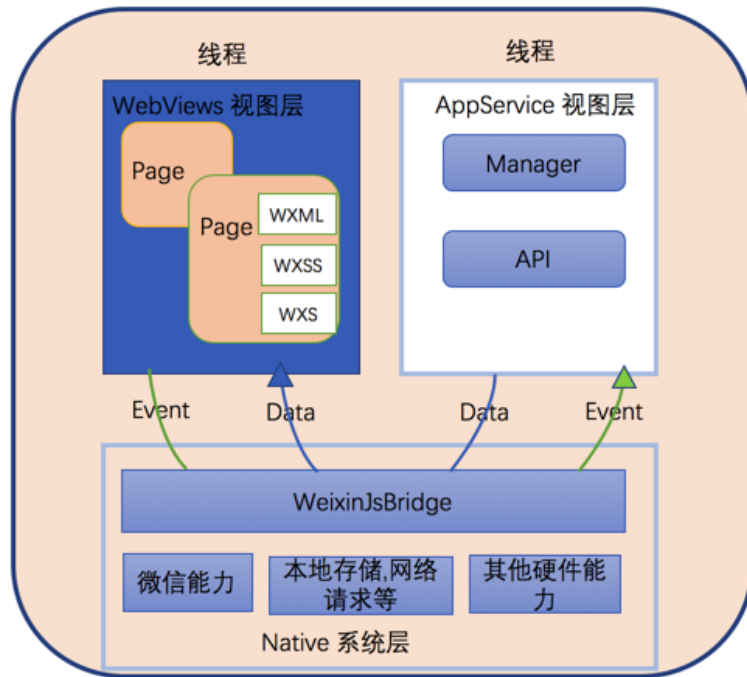 线程
线程
WebViews 视图层
AppService 视图层
Page
Page
WXML
WXSS
WXS
Manager
API
Event
Data
Data
Event
WeixinJsBridge
微信能力
本地存储,网络
请求等
其他硬件能
力
Native 系统层